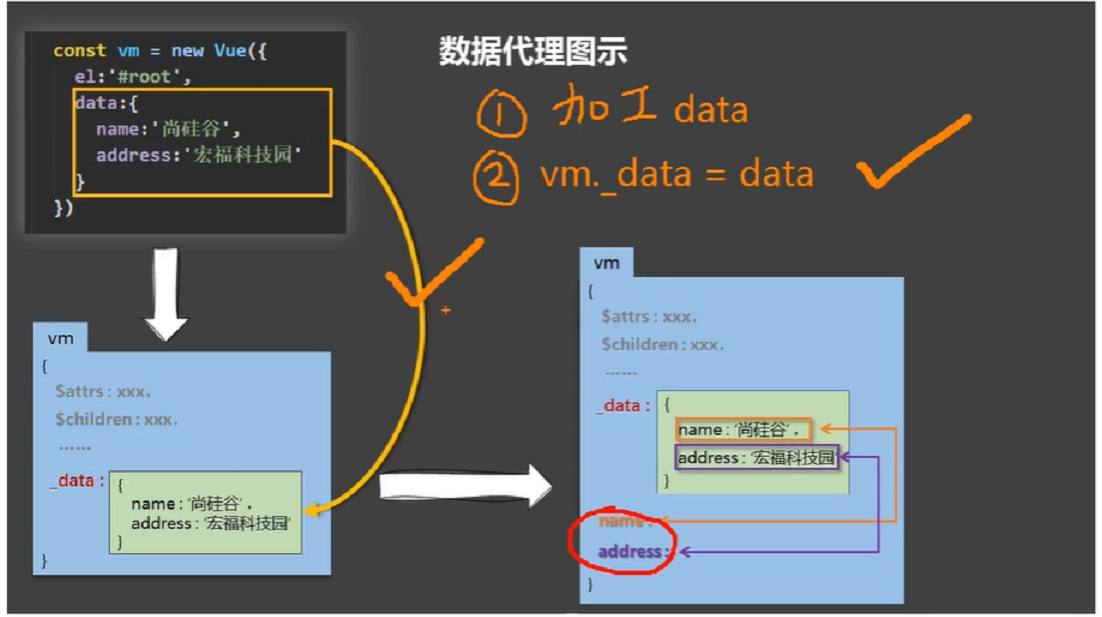 const vm = new Vue({
el:'#root',
data:{
name:'尚硅谷',
address:'宏福科技园'
}
})
数据代理图示
① 加工 data
② vm._data = data
vm
{
$attrs : xxx,
$children : xxx,
……
_data : {
name : '尚硅谷' ,
address : '宏福科技园'
}
}
vm
{
$attrs : xxx,
$children : xxx,
……
_data : {
name : '尚硅谷' ,
address : '宏福科技园'
}
name :
address :
}